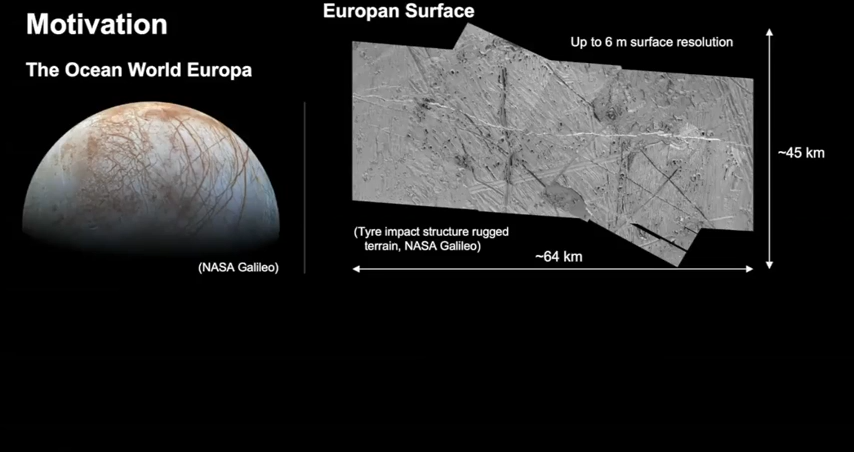 Motivation
The Ocean World Europa
(NASA Galileo)
Europan Surface
Up to 6 m surface resolution
~45 km
(Tyre impact structure rugged
terrain, NASA Galileo)
~64 km